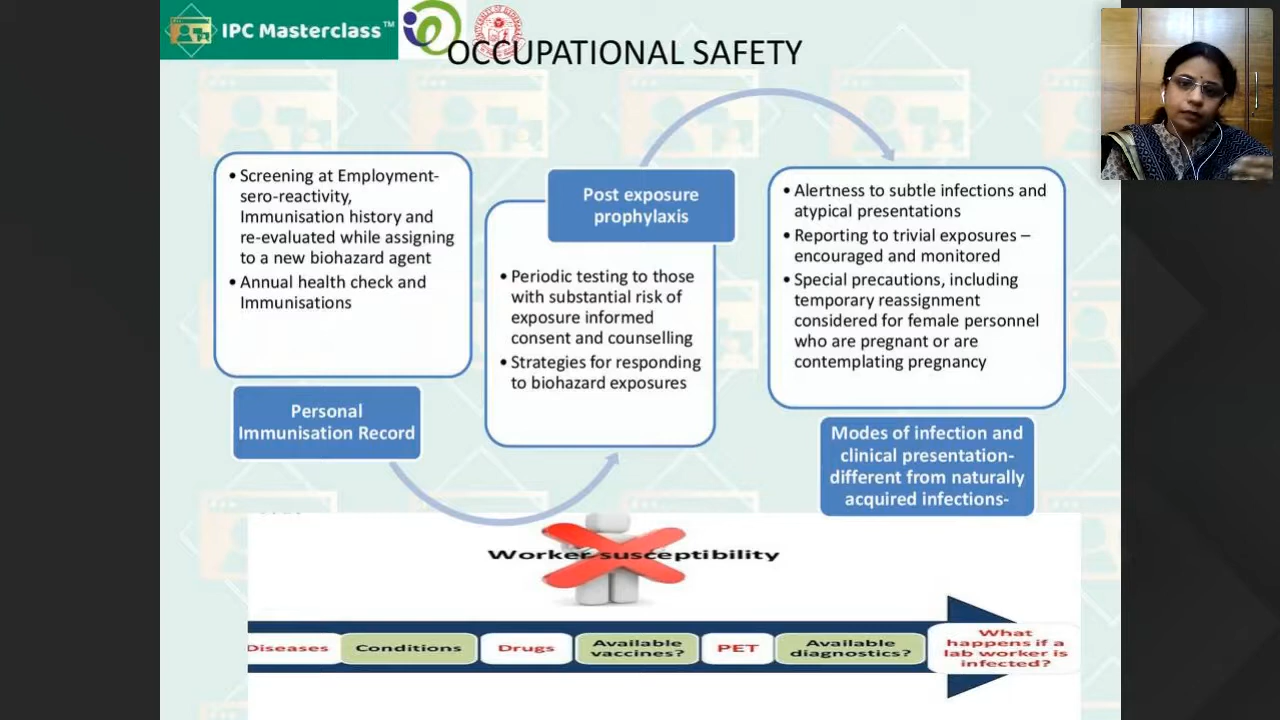 IPC Masterclass™
OCCUPATIONAL SAFETY
• Screening at Employment-
sero-reactivity,
Immunisation history and
re-evaluated while assigning
to a new biohazard agent
• Annual health check and
Immunisations
Personal
Immunisation Record
Post exposure
prophylaxis
• Periodic testing to those
with substantial risk of
exposure informed
consent and counselling
• Strategies for responding
to biohazard exposures
• Alertness to subtle infections and
atypical presentations
• Reporting to trivial exposures –
encouraged and monitored
• Special precautions, including
temporary reassignment
considered for female personnel
who are pregnant or are
contemplating pregnancy
Modes of infection and
clinical presentation-
different from naturally
acquired infections-
Worker susceptibility
Diseases
Conditions
Drugs
Available
vaccines?
PET
Available
diagnostics?
What
happens if a
lab worker is
infected?